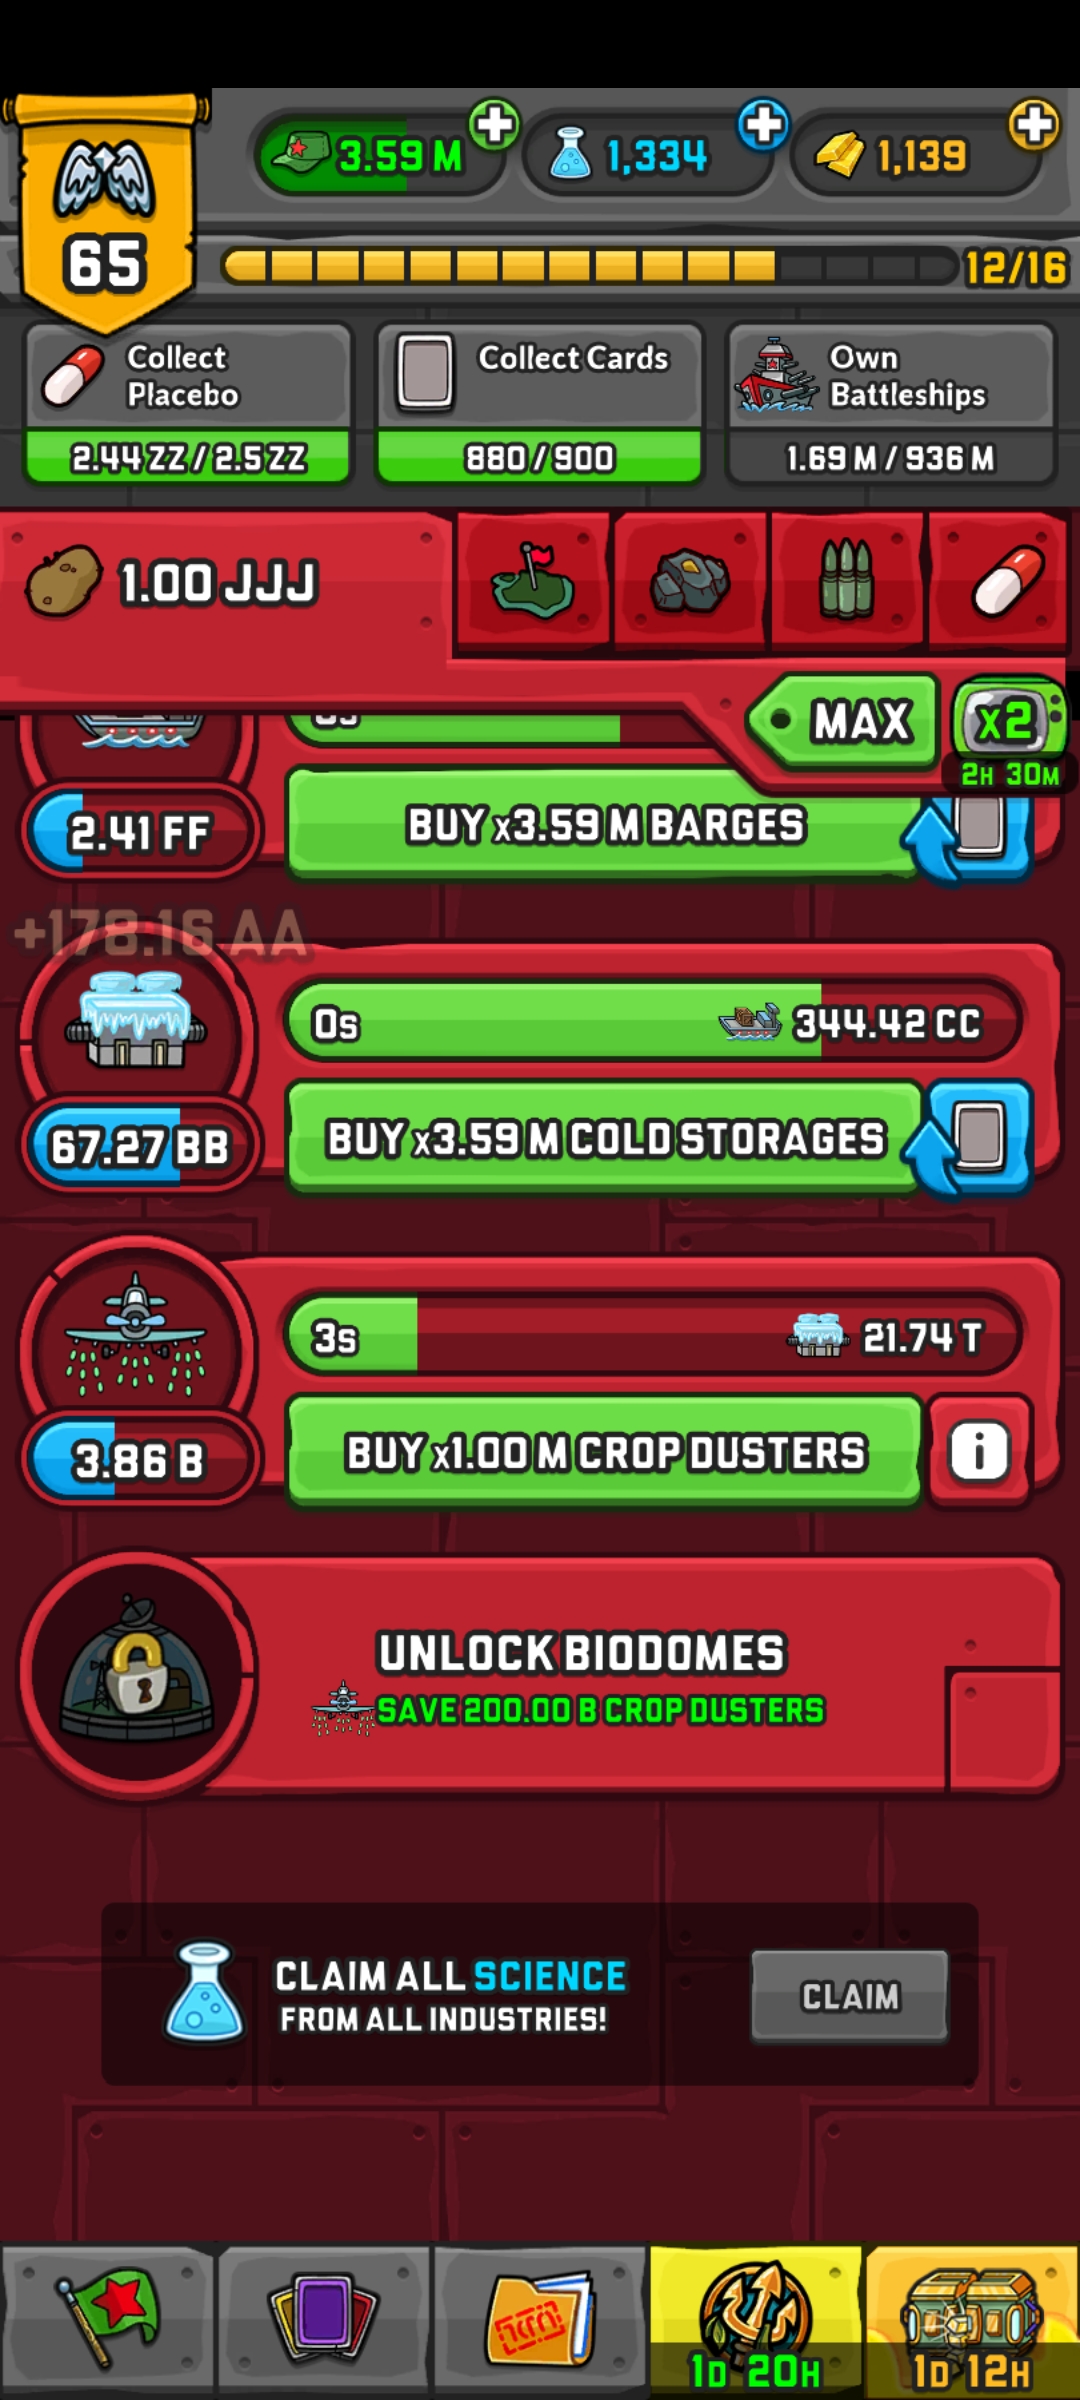 65
3.59 M
1,334
1,139
12/16
Collect
Placebo
2.44 ZZ / 2.5 ZZ
Collect Cards
880 / 900
Own
Battleships
1.69 M / 936 M
1.00 JJJ
MAX
x2
2H 30M
2.41 FF
BUY x3.59 M BARGES
+178.16 AA
0s
344.42 CC
67.27 BB
BUY x3.59 M COLD STORAGES
3s
21.74 T
3.86 B
BUY x1.00 M CROP DUSTERS
i
UNLOCK BIODOMES
SAVE 200.00 B CROP DUSTERS
CLAIM ALL SCIENCE
FROM ALL INDUSTRIES!
CLAIM
1D 20H
1D 12H